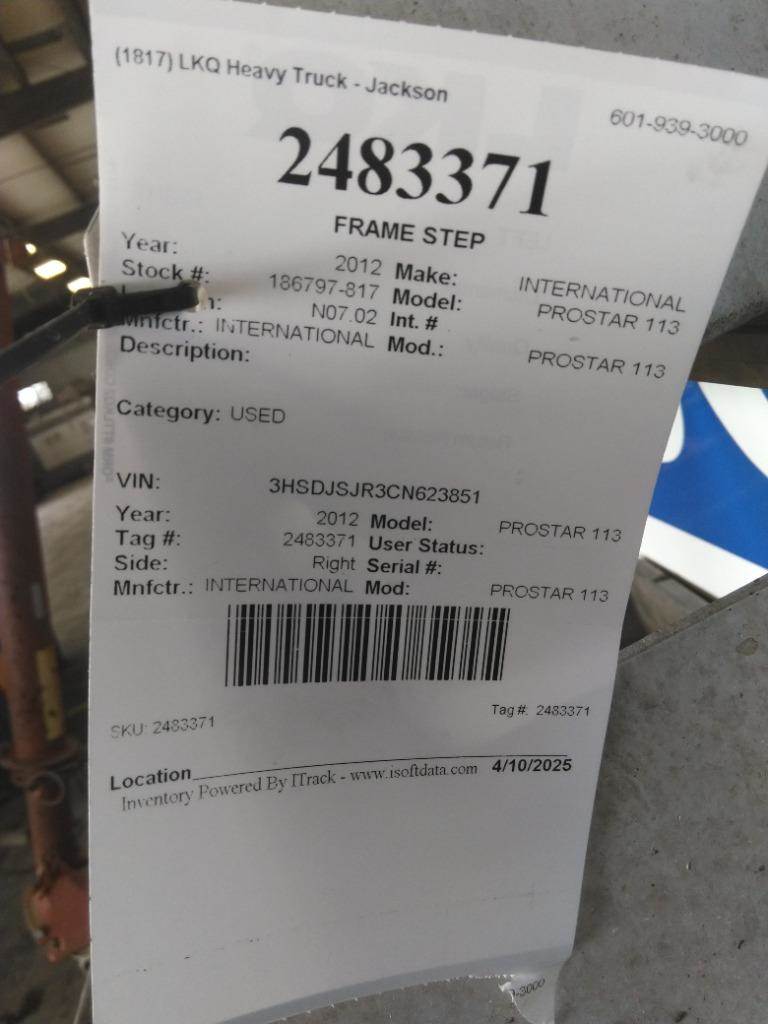 (1817) LKQ Heavy Truck - Jackson
601-939-3000
2483371
FRAME STEP
Year: 2012 Make: INTERNATIONAL
Stock #: 186797-817 Model: PROSTAR 113
N07.02 Int. #
Mnfctr.: INTERNATIONAL Mod.: PROSTAR 113
Description:
Category: USED
VIN: 3HSDJSJR3CN623851
Year: 2012 Model: PROSTAR 113
Tag #: 2483371 User Status:
Side: Right Serial #:
Mnfctr.: INTERNATIONAL Mod: PROSTAR 113
SKU: 2483371
Tag #: 2483371
Location
4/10/2025
Inventory Powered By ITrack - www.isoftdata.com